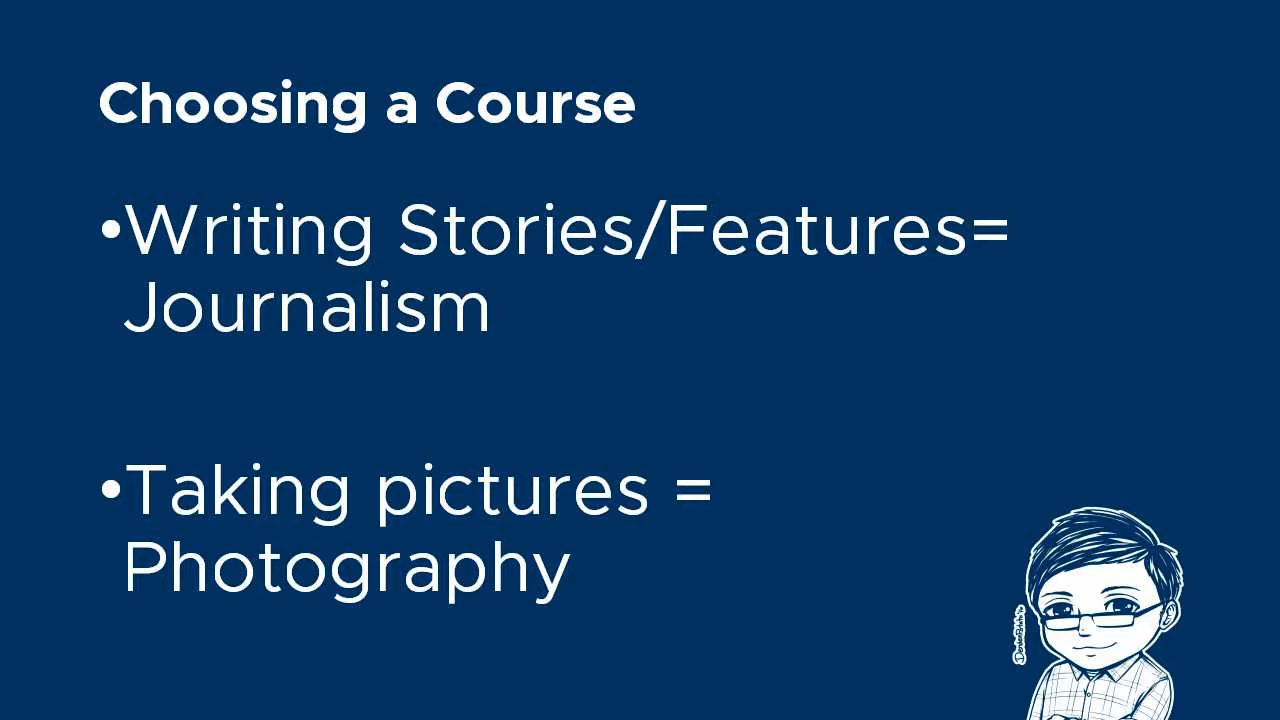 Choosing a Course
•Writing Stories/Features=
Journalism
•Taking pictures =
Photography